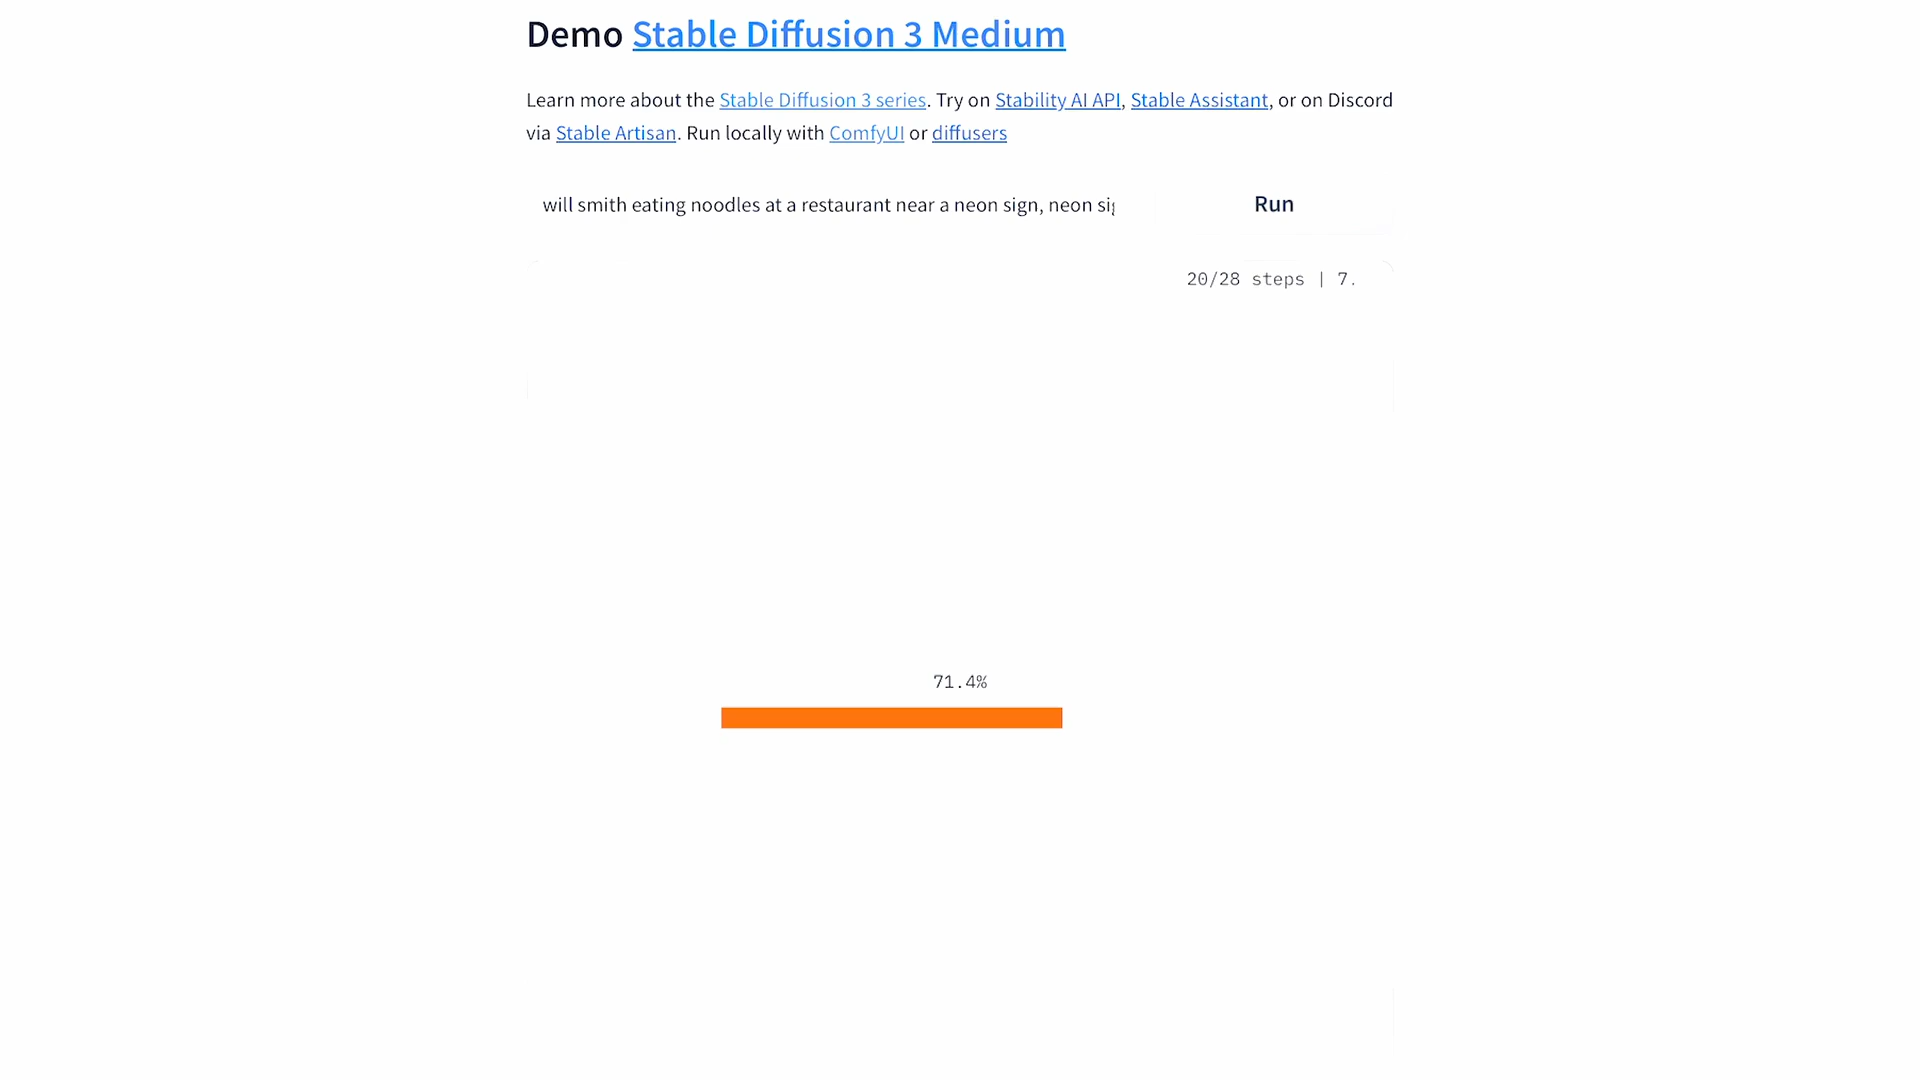 Demo Stable Diffusion 3 Medium
Learn more about the Stable Diffusion 3 series. Try on Stability AI API, Stable Assistant, or on Discord
via Stable Artisan. Run locally with ComfyUI or diffusers
will smith eating noodles at a restaurant near a neon sign, neon
Run
20/28 steps | 7.
71.4%